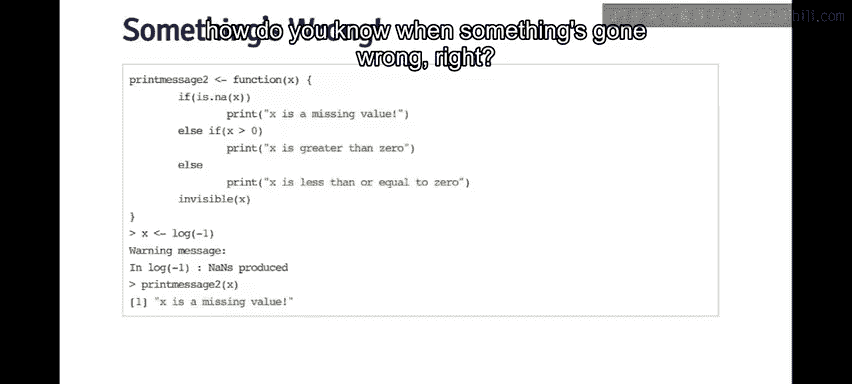 Something's Wrong!
how do you know when something's gone
wrong, right?
printmessage2 <- function(x) {
if(is.na(x))
print("x is a missing value!")
else if(x > 0)
print("x is greater than zero")
else
print("x is less than or equal to zero")
invisible(x)
}
> x <- log(-1)
Warning message:
In log(-1) : NaNs produced
> printmessage2(x)
[1] "x is a missing value!"